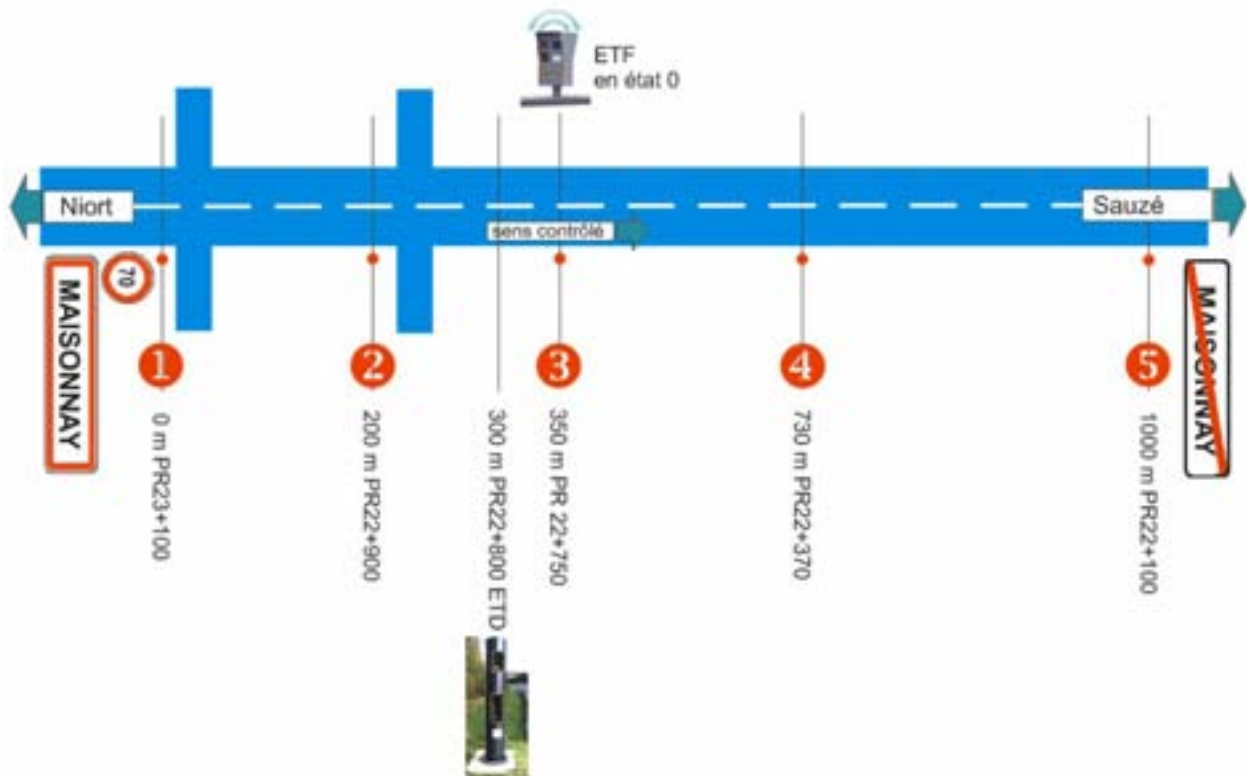 ETF
en état 0
Niort
Sauzé
sens contrôlé
MAISONNAY
70
1
2
3
4
5
MAISONNAY
0 m PR23+100
200 m PR22+900
300 m PR22+800 ETD
350 m PR 22+750
730 m PR22+370
1000 m PR22+100